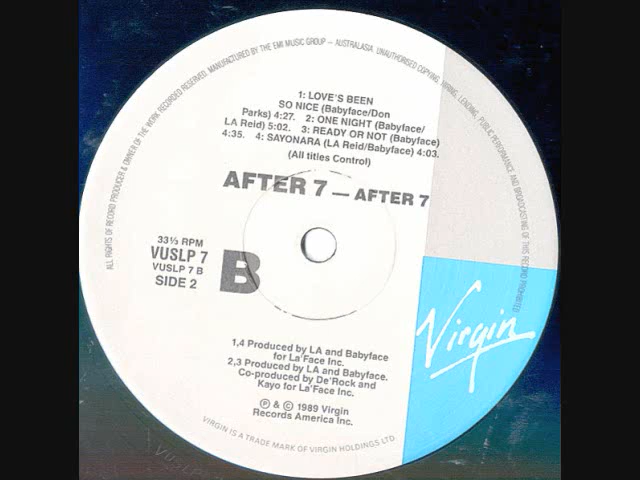 ALL RIGHTS OF RECORD PRODUCER & OWNER OF THE WORK RECORDED RESERVED. MANUFACTURED BY THE EMI MUSIC GROUP – AUSTRALASIA. UNAUTHORISED COPYING, HIRING, LENDING, PUBLIC PERFORMANCE AND BROADCASTING OF THIS RECORD PROHIBITED
1: LOVE'S BEEN
SO NICE (Babyface/Don
Parks) 4:27. 2: ONE NIGHT (Babyface/
LA Reid) 5:02. 3: READY OR NOT (Babyface)
4:35. 4: SAYONARA (LA Reid/Babyface) 4:03.
(All titles Control)
AFTER 7 – AFTER 7
33⅓ RPM
VUSLP 7
VUSLP 7 B
SIDE 2
B
Virgin
1,4 Produced by LA and Babyface
for La'Face Inc.
2,3 Produced by LA and Babyface.
Co-produced by De'Rock and
Kayo for La'Face Inc.
℗ & © 1989 Virgin
Records America Inc.
VIRGIN IS A TRADE MARK OF VIRGIN HOLDINGS LTD